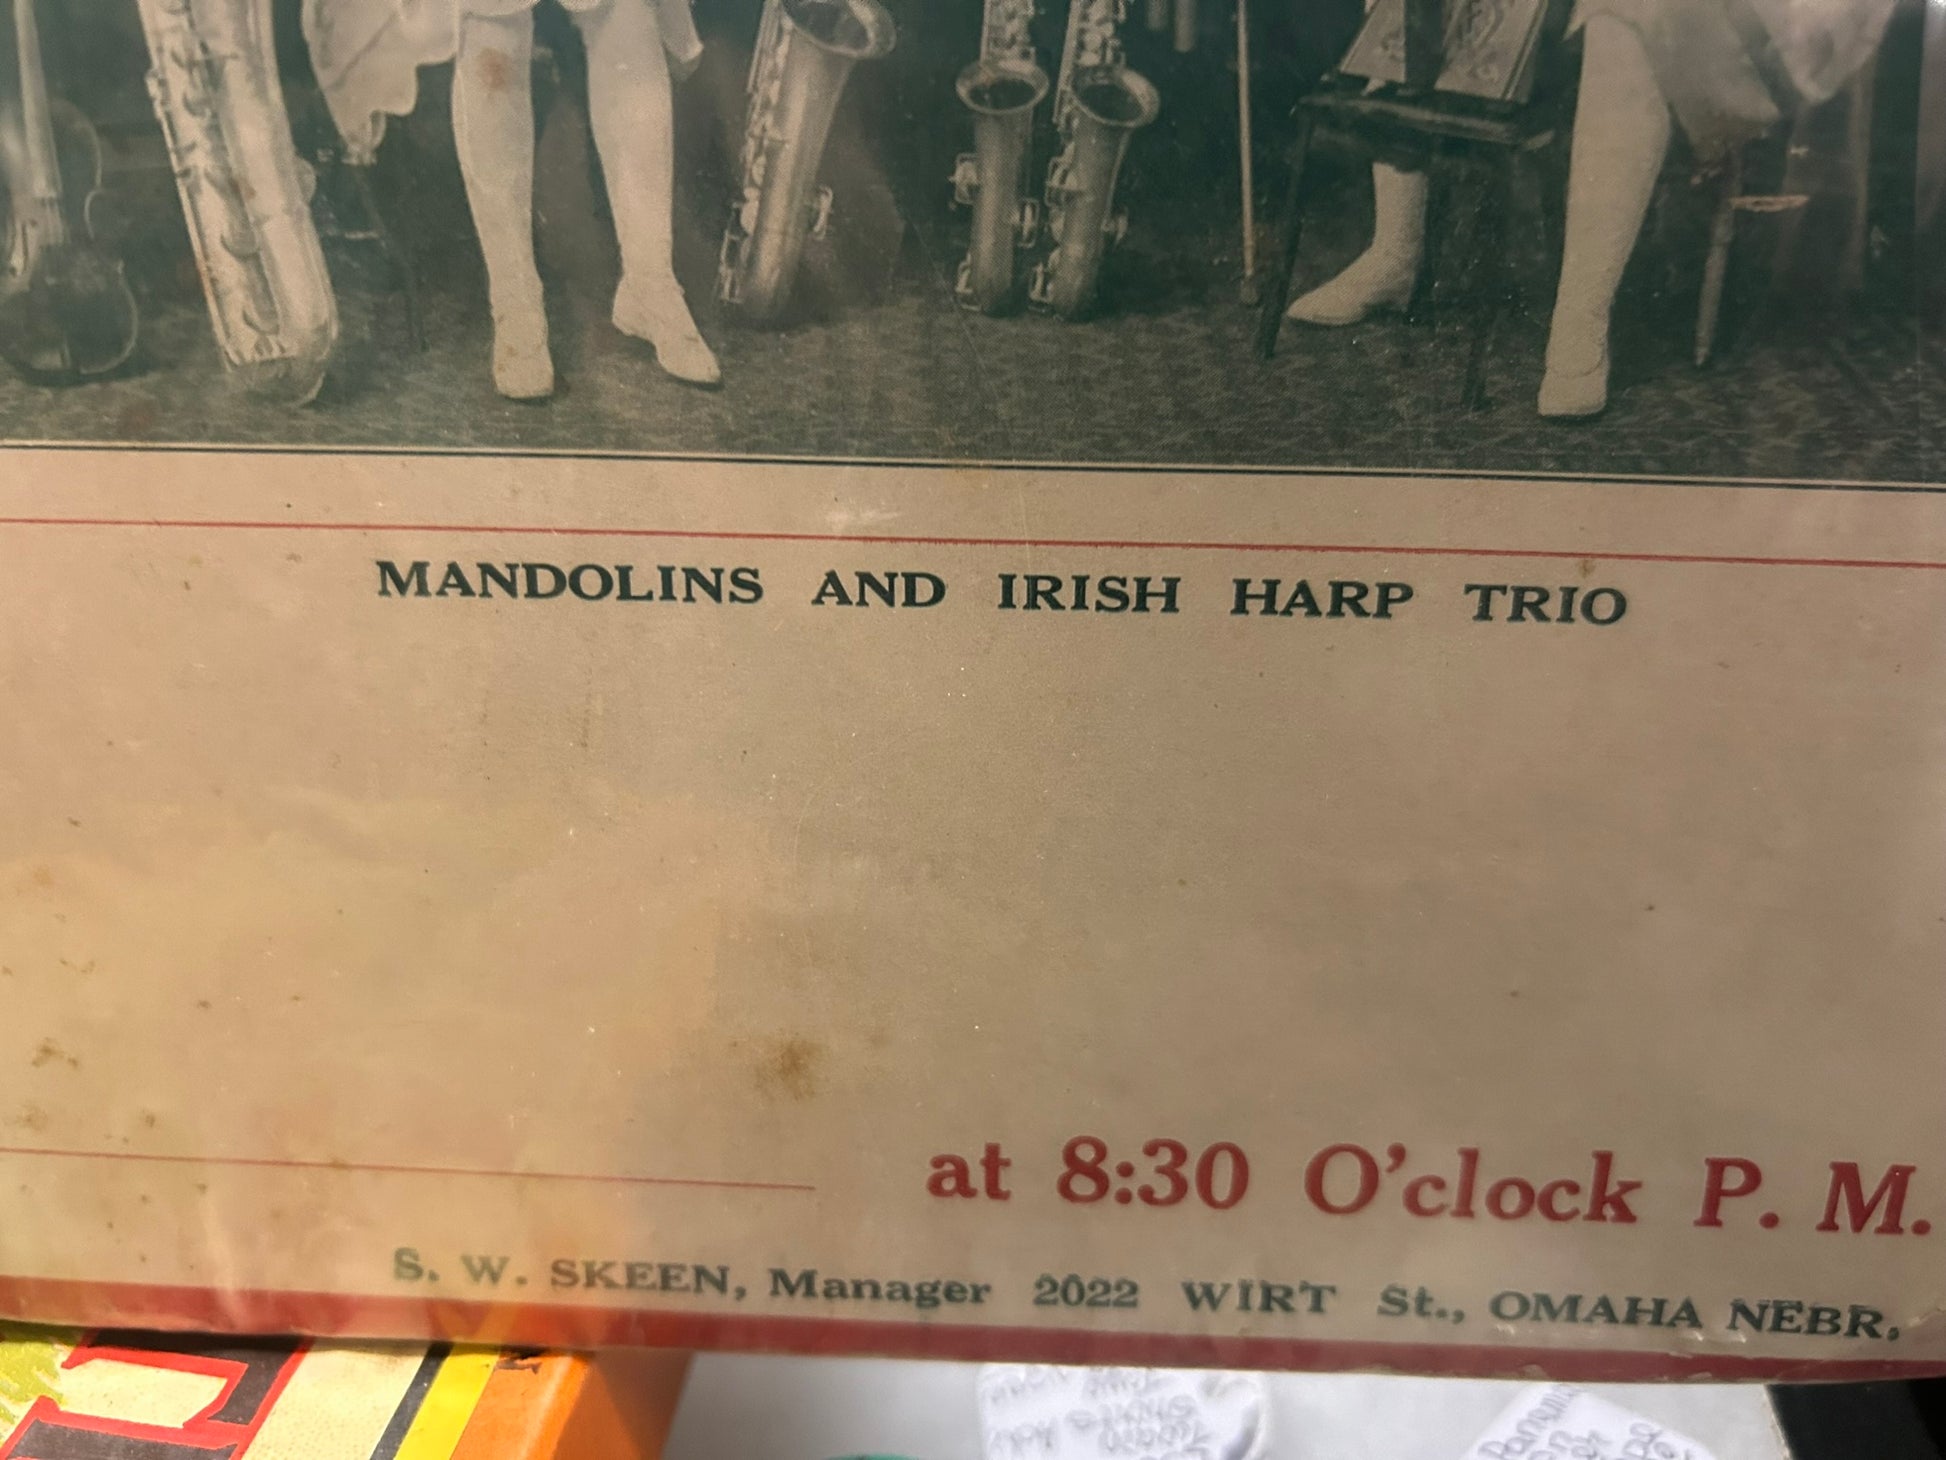 MANDOLINS AND IRISH HARP TRIO
at 8:30 O'clock P. M.
S. W. SKEEN, Manager 2022 WIRT St., OMAHA NEBR.